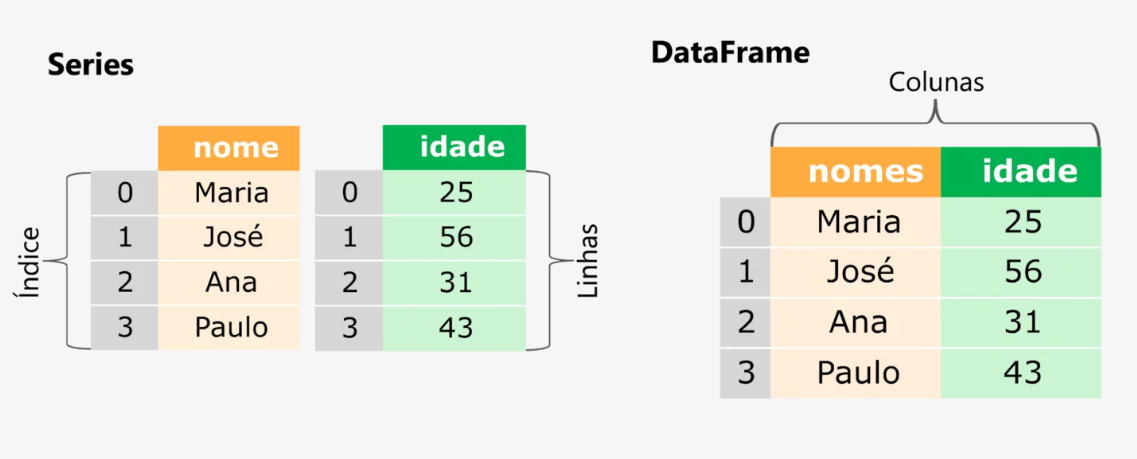 Series
nome
0 Maria
1 José
2 Ana
3 Paulo
Índice
idade
0 25
1 56
2 31
3 43
Linhas
DataFrame
Colunas
nomes idade
0 Maria 25
1 José 56
2 Ana 31
3 Paulo 43